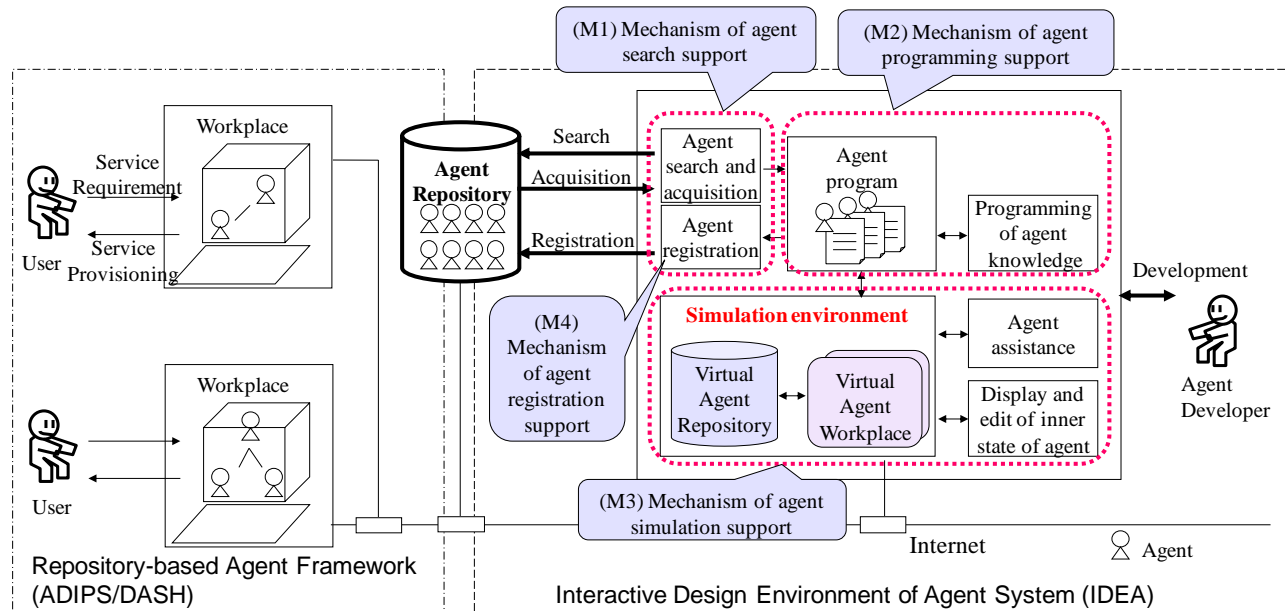 (M1) Mechanism of agent
search support
(M2) Mechanism of agent
programming support
Workplace
Service
Requirement
User
Service
Provisioning
Agent
Repository
Search
Acquisition
Registration
Agent
search and
acquisition
Agent
registration
Agent
program
Programming
of agent
knowledge
Development
Agent
Developer
(M4)
Mechanism
of agent
registration
support
Simulation environment
Virtual
Agent
Repository
Virtual
Agent
Workplace
Agent
assistance
Display and
edit of inner
state of agent
Workplace
User
(M3) Mechanism of agent
simulation support
Internet
Agent
Repository-based Agent Framework
(ADIPS/DASH)
Interactive Design Environment of Agent System (IDEA)